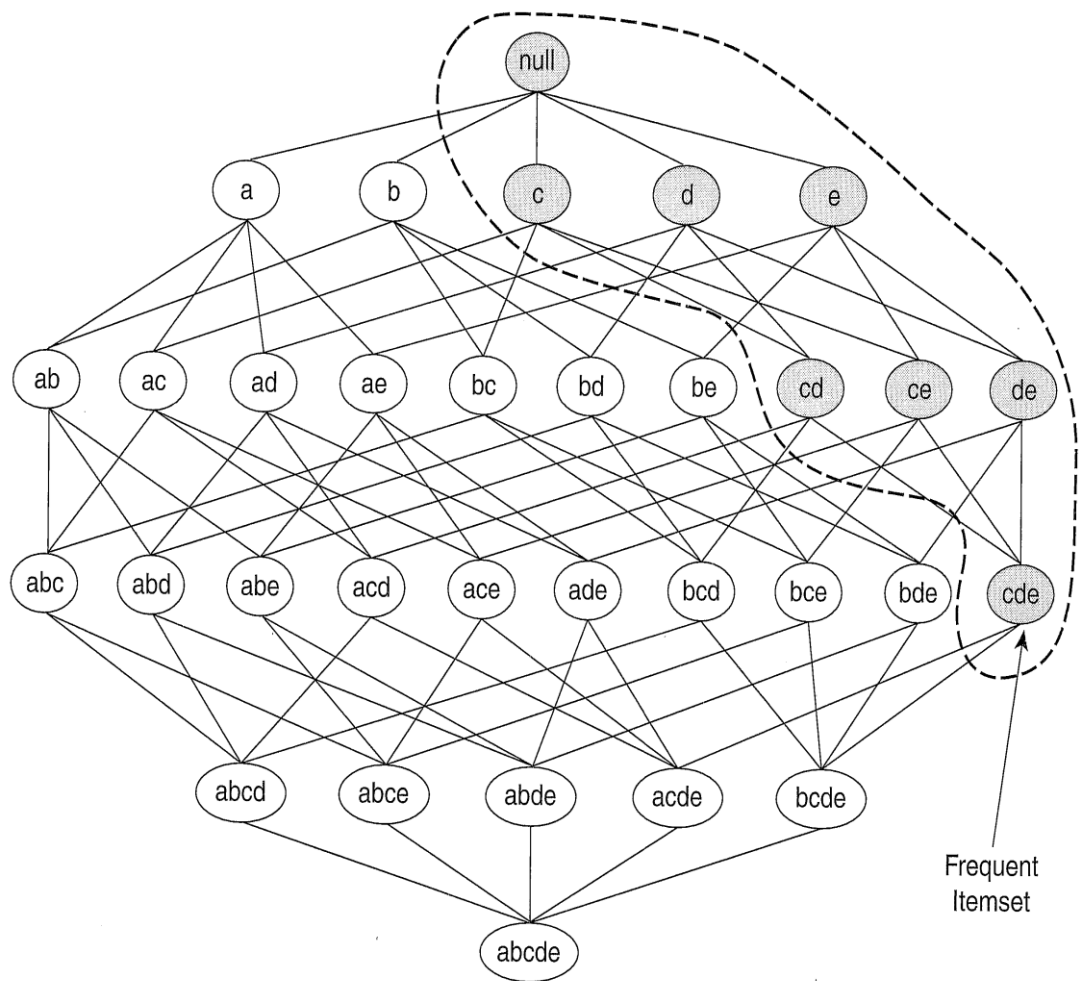 null
a b c d e
ab ac ad ae bc bd be cd ce de
abc abd abe acd ace ade bcd bce bde cde
abcd abce abde acde bcde
Frequent
Itemset
abcde